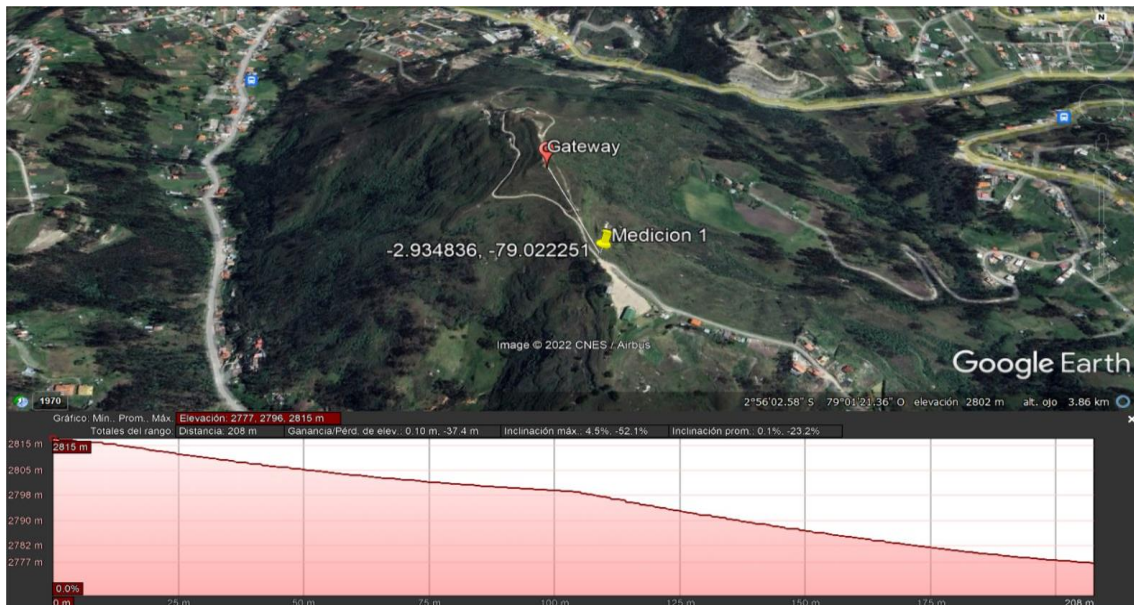 N
Gateway
Medicion 1
-2.934836, -79.022251
Image © 2022 CNES / Airbus
Google Earth
1970
2°56'02.58" S 79°01'21.36" O elevación 2802 m alt. ojo 3.86 km
Gráfico: Mín., Prom., Máx. Elevación: 2777, 2796, 2815 m
Totales del rango: Distancia: 208 m Ganancia/Pérd. de elev.: 0.10 m, -37.4 m Inclinación máx.: 4.5%, -52.1% Inclinación prom.: 0.1%, -23.2%
2815 m 2815 m
2805 m
2798 m
2790 m
2782 m
2777 m
0.0%
0 m 25 m 50 m 75 m 100 m 125 m 150 m 175 m 208 m